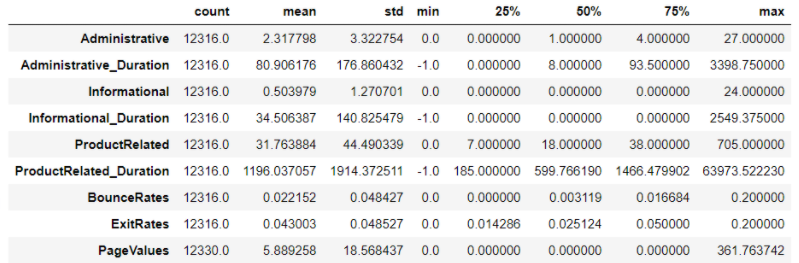 count mean std min 25% 50% 75% max
Administrative 12316.0 2.317798 3.322754 0.0 0.000000 1.000000 4.000000 27.000000
Administrative_Duration 12316.0 80.906176 176.860432 -1.0 0.000000 8.000000 93.500000 3398.750000
Informational 12316.0 0.503979 1.270701 0.0 0.000000 0.000000 0.000000 24.000000
Informational_Duration 12316.0 34.506387 140.825479 -1.0 0.000000 0.000000 0.000000 2549.375000
ProductRelated 12316.0 31.763884 44.490339 0.0 7.000000 18.000000 38.000000 705.000000
ProductRelated_Duration 12316.0 1196.037057 1914.372511 -1.0 185.000000 599.766190 1466.479902 63973.522230
BounceRates 12316.0 0.022152 0.048427 0.0 0.000000 0.003119 0.016684 0.200000
ExitRates 12316.0 0.043003 0.048527 0.0 0.014286 0.025124 0.050000 0.200000
PageValues 12330.0 5.889258 18.568437 0.0 0.000000 0.000000 0.000000 361.763742